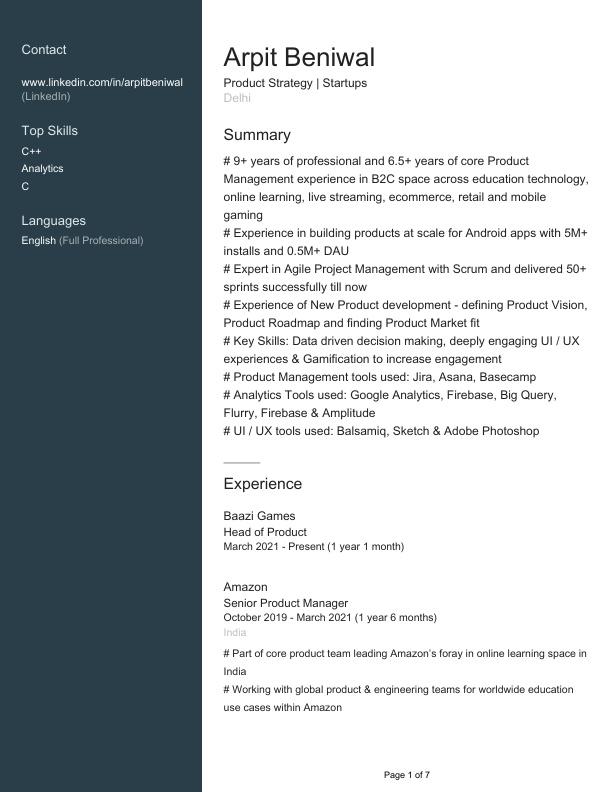 Contact
www.linkedin.com/in/arpitbeniwal
(LinkedIn)
Top Skills
C++
Analytics
C
Languages
English (Full Professional)
Arpit Beniwal
Product Strategy | Startups
Delhi
Summary
# 9+ years of professional and 6.5+ years of core Product
Management experience in B2C space across education technology,
online learning, live streaming, ecommerce, retail and mobile
gaming
# Experience in building products at scale for Android apps with 5M+
installs and 0.5M+ DAU
# Expert in Agile Project Management with Scrum and delivered 50+
sprints successfully till now
# Experience of New Product development - defining Product Vision,
Product Roadmap and finding Product Market fit
# Key Skills: Data driven decision making, deeply engaging UI / UX
experiences & Gamification to increase engagement
# Product Management tools used: Jira, Asana, Basecamp
# Analytics Tools used: Google Analytics, Firebase, Big Query,
Flurry, Firebase & Amplitude
# UI / UX tools used: Balsamiq, Sketch & Adobe Photoshop
Experience
Baazi Games
Head of Product
March 2021 - Present (1 year 1 month)
Amazon
Senior Product Manager
October 2019 - March 2021 (1 year 6 months)
India
# Part of core product team leading Amazon's foray in online learning space in
India
# Working with global product & engineering teams for worldwide education
use cases within Amazon
Page 1 of 7